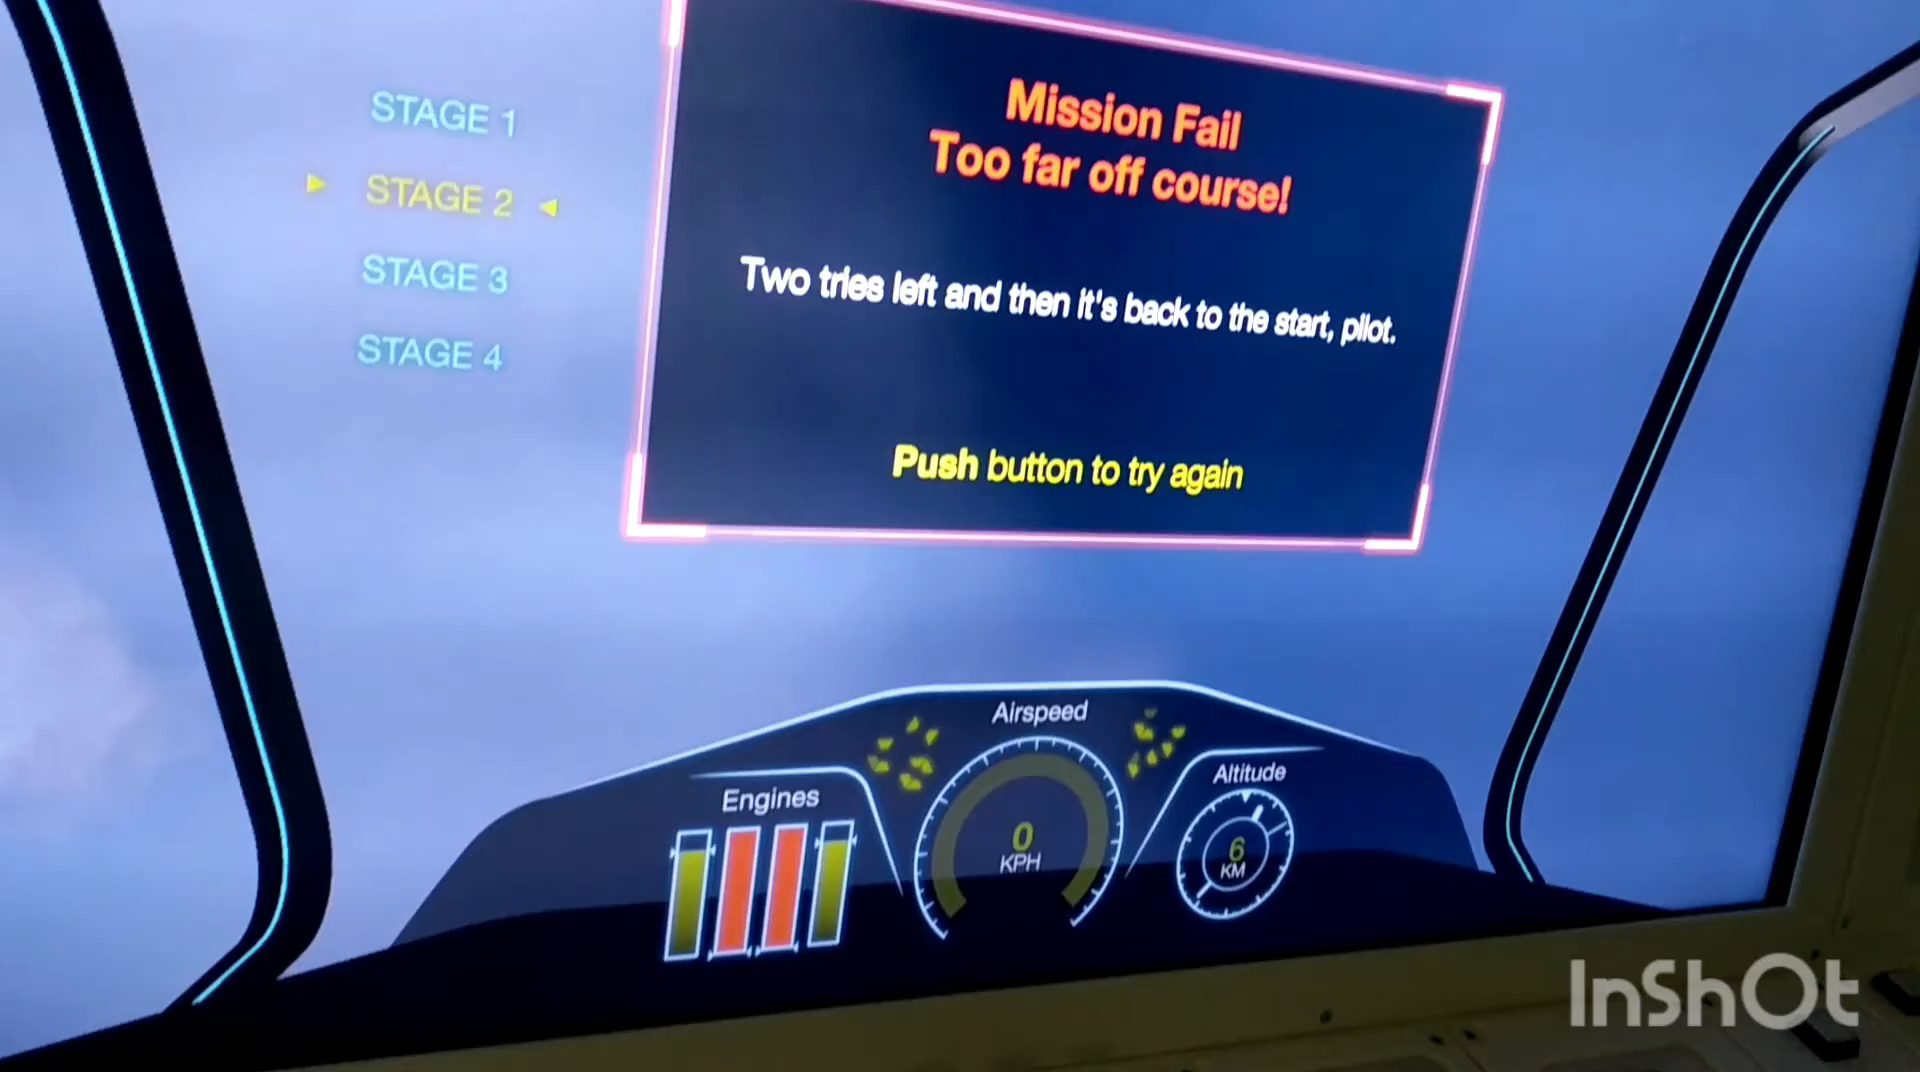 STAGE 1
STAGE 2
STAGE 3
STAGE 4
Mission Fail
Too far off course!
Two tries left and then it's back to the start, pilot.
Push button to try again
Airspeed
Engines
Altitude
0
KPH
6
KM
InShOt